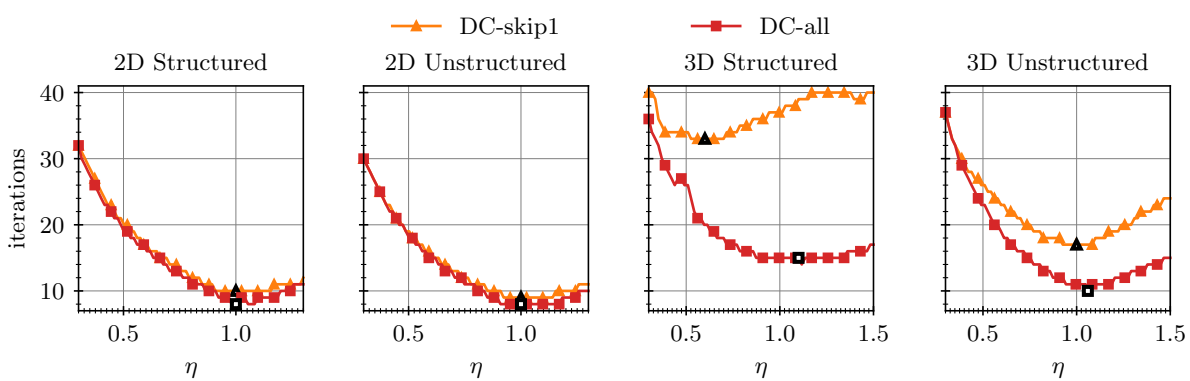 DC-skip1 DC-all
2D Structured 2D Unstructured 3D Structured 3D Unstructured
40
30
20
10
iterations
0.5 1.0 0.5 1.0 0.5 1.0 1.5 0.5 1.0 1.5
η η η η